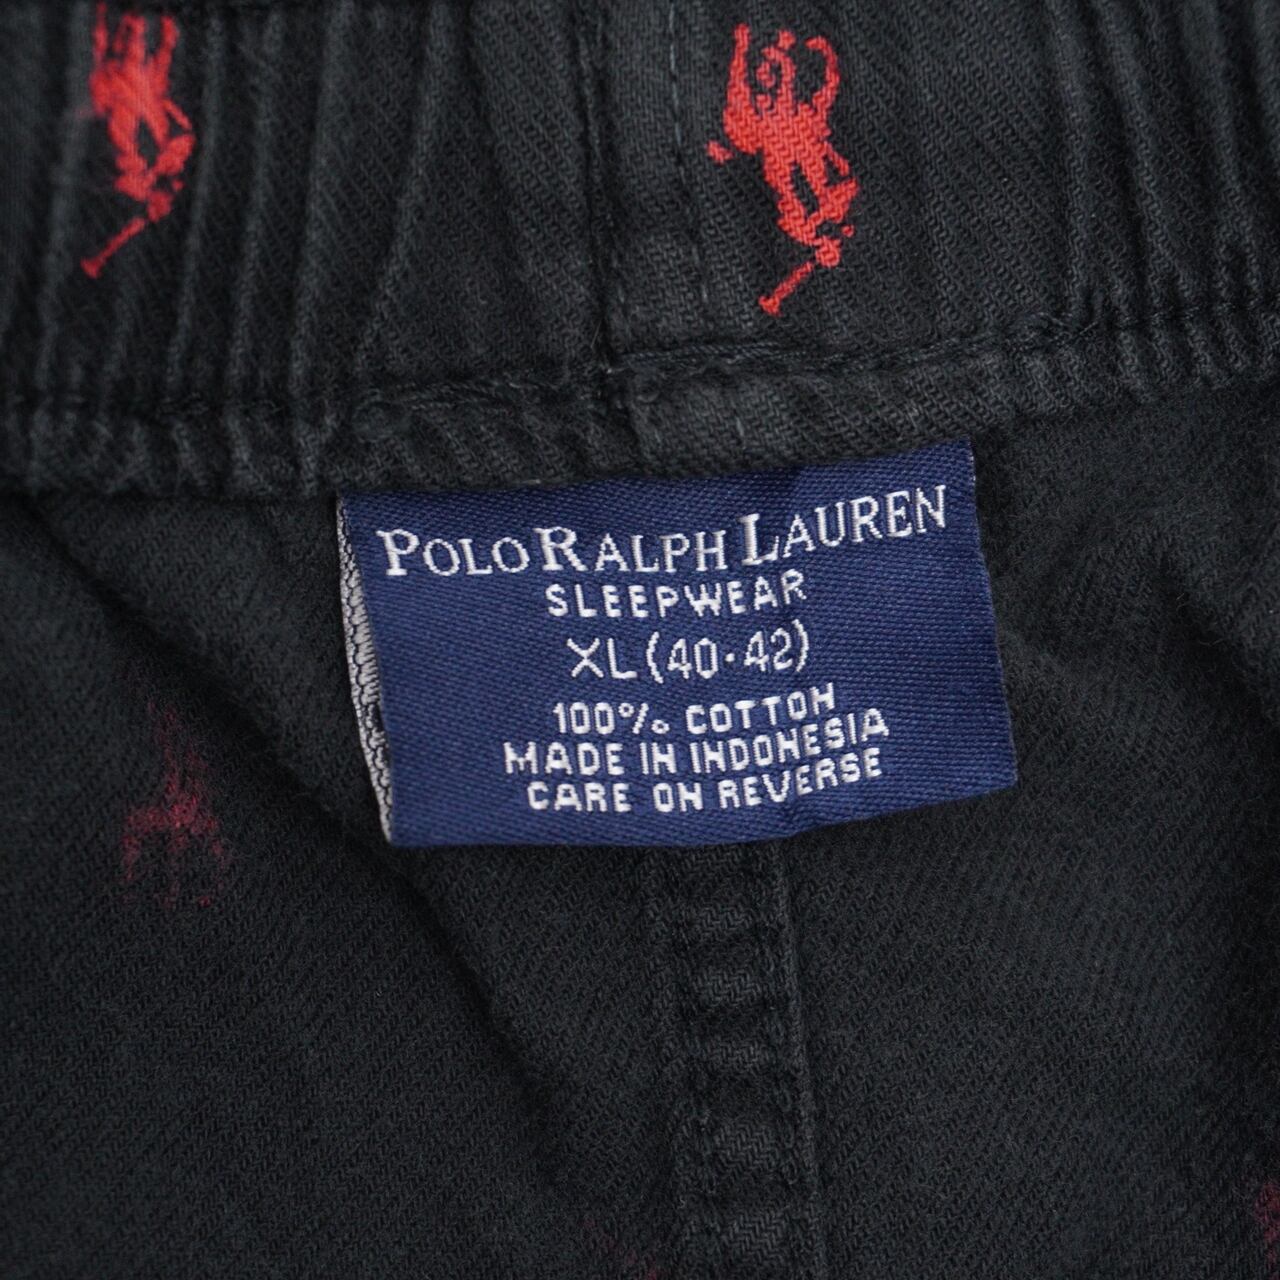 POLO RALPH LAUREN
SLEEPWEAR
XL (40-42)
100% COTTON
MADE IN INDONESIA
CARE ON REVERSE